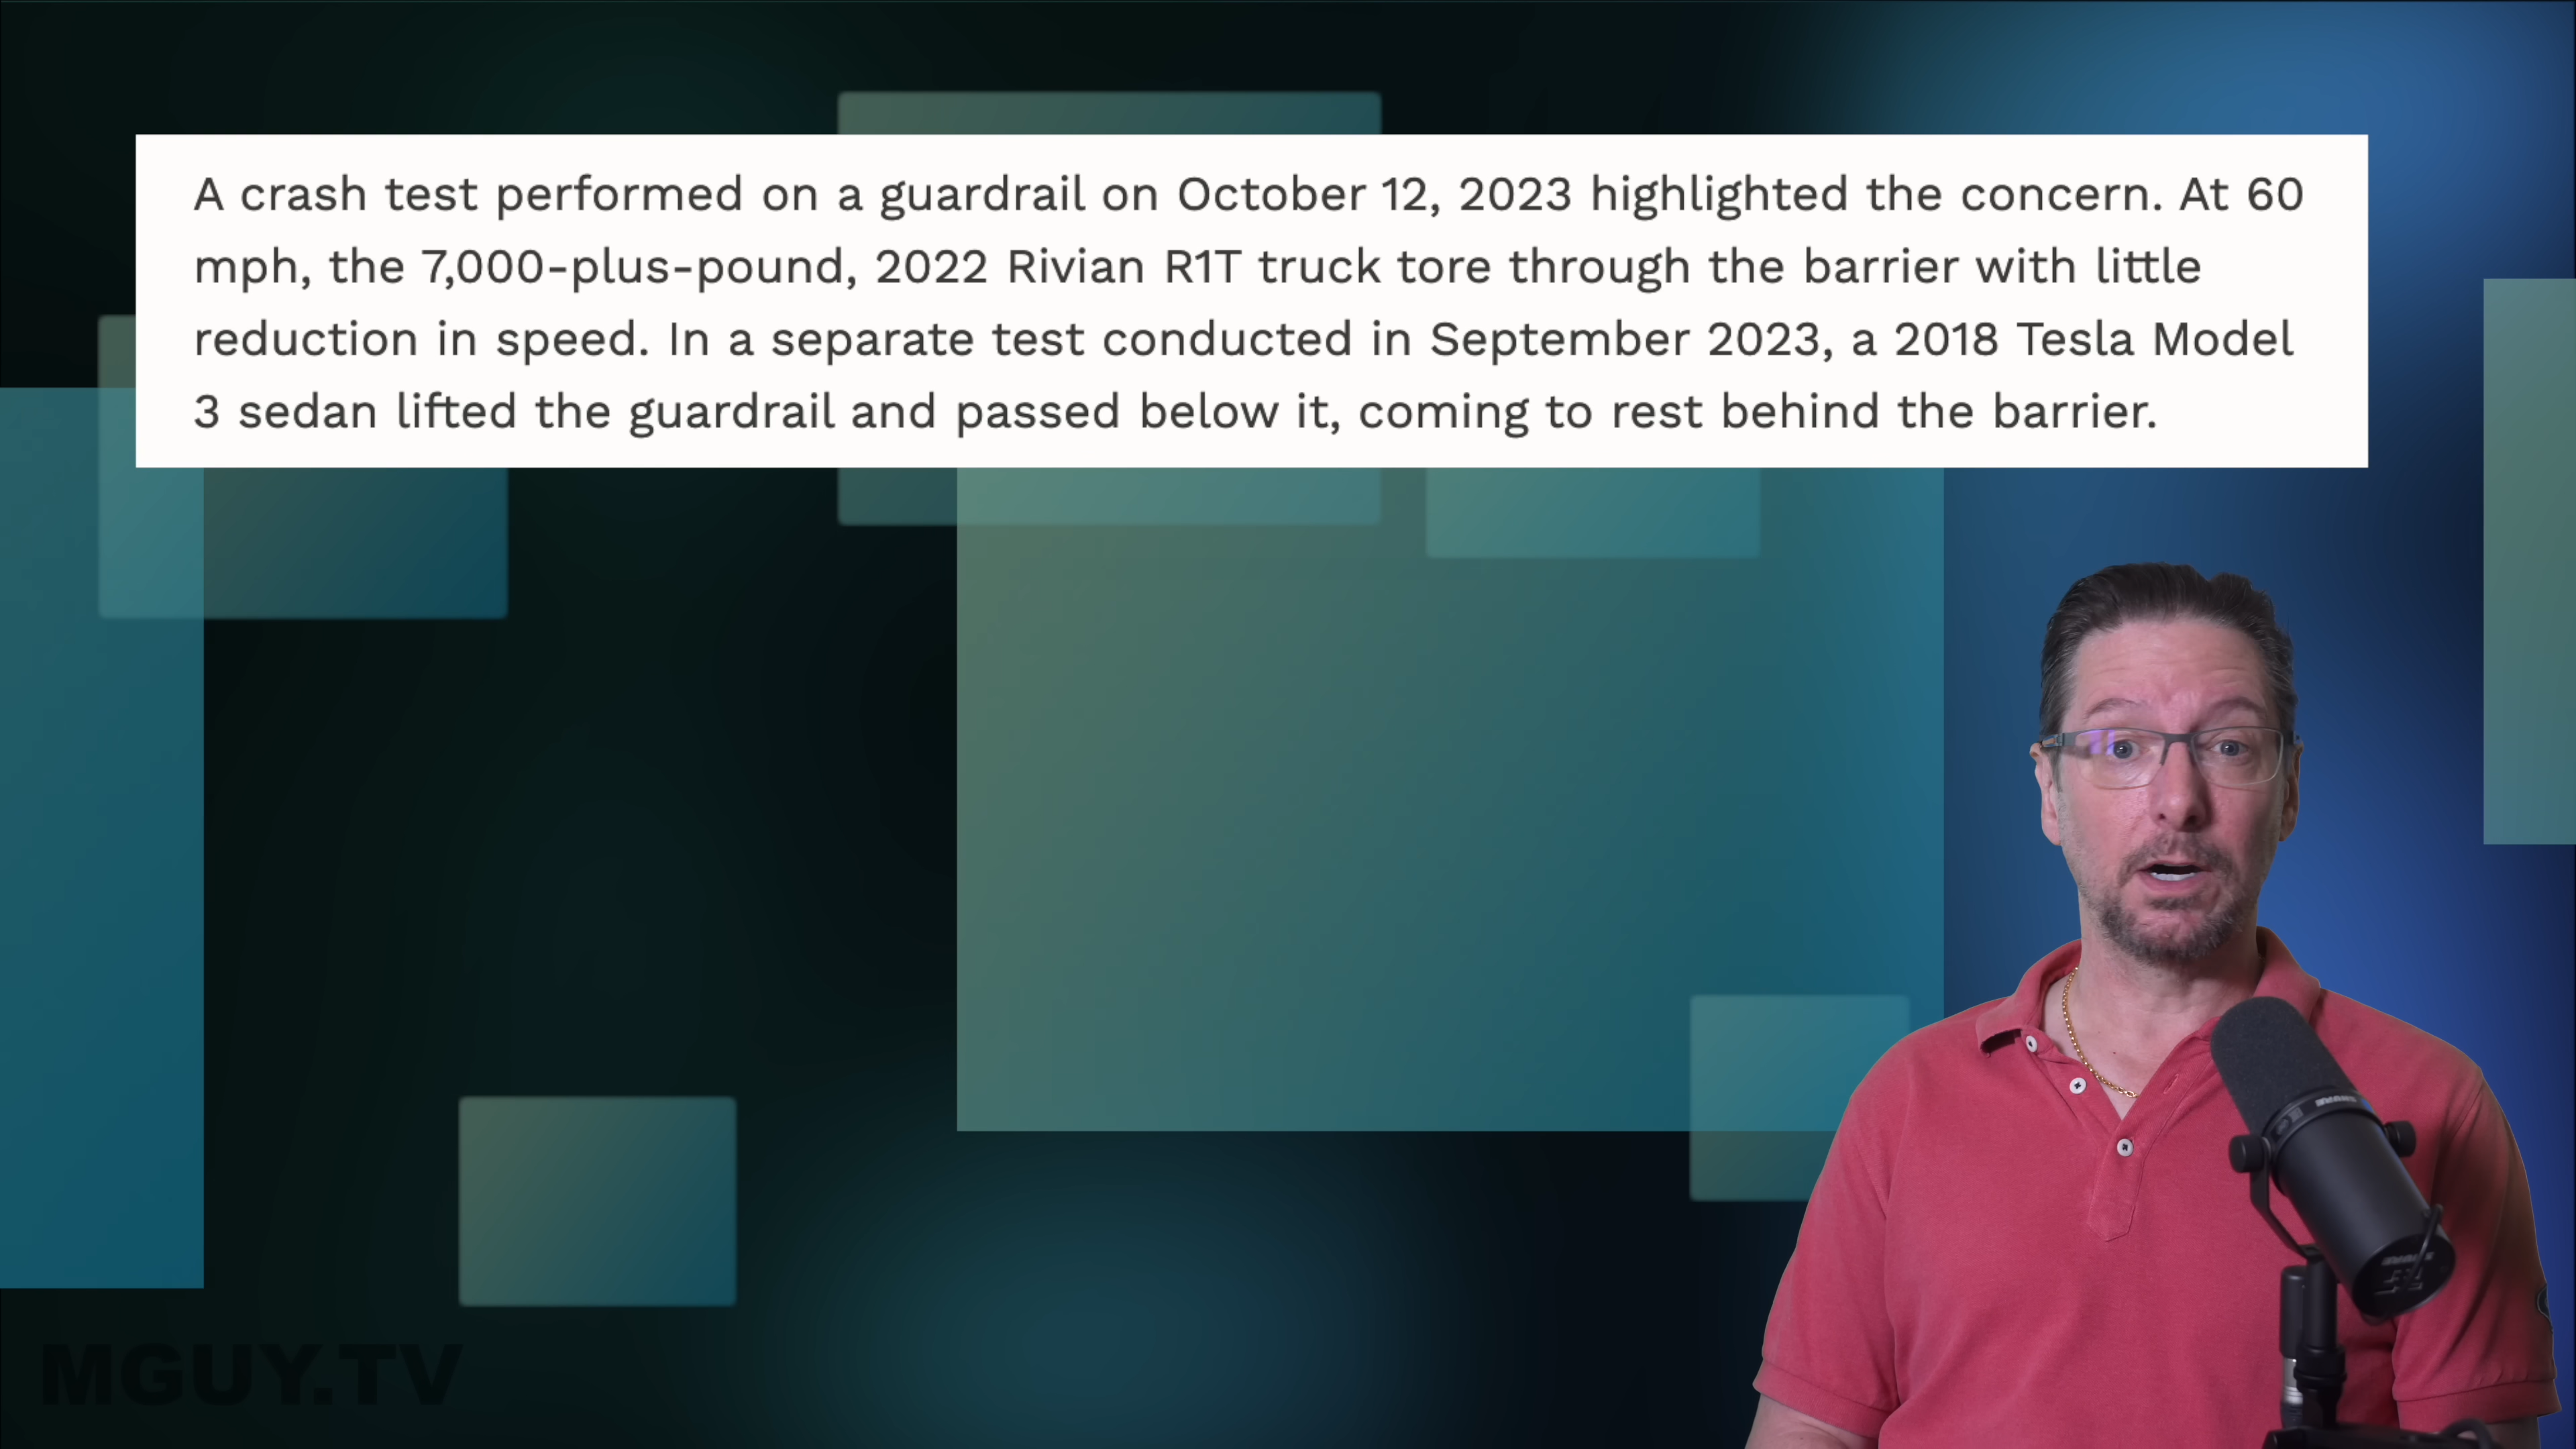 A crash test performed on a guardrail on October 12, 2023 highlighted the concern. At 60
mph, the 7,000-plus-pound, 2022 Rivian R1T truck tore through the barrier with little
reduction in speed. In a separate test conducted in September 2023, a 2018 Tesla Model
3 sedan lifted the guardrail and passed below it, coming to rest behind the barrier.
MGUY.TV